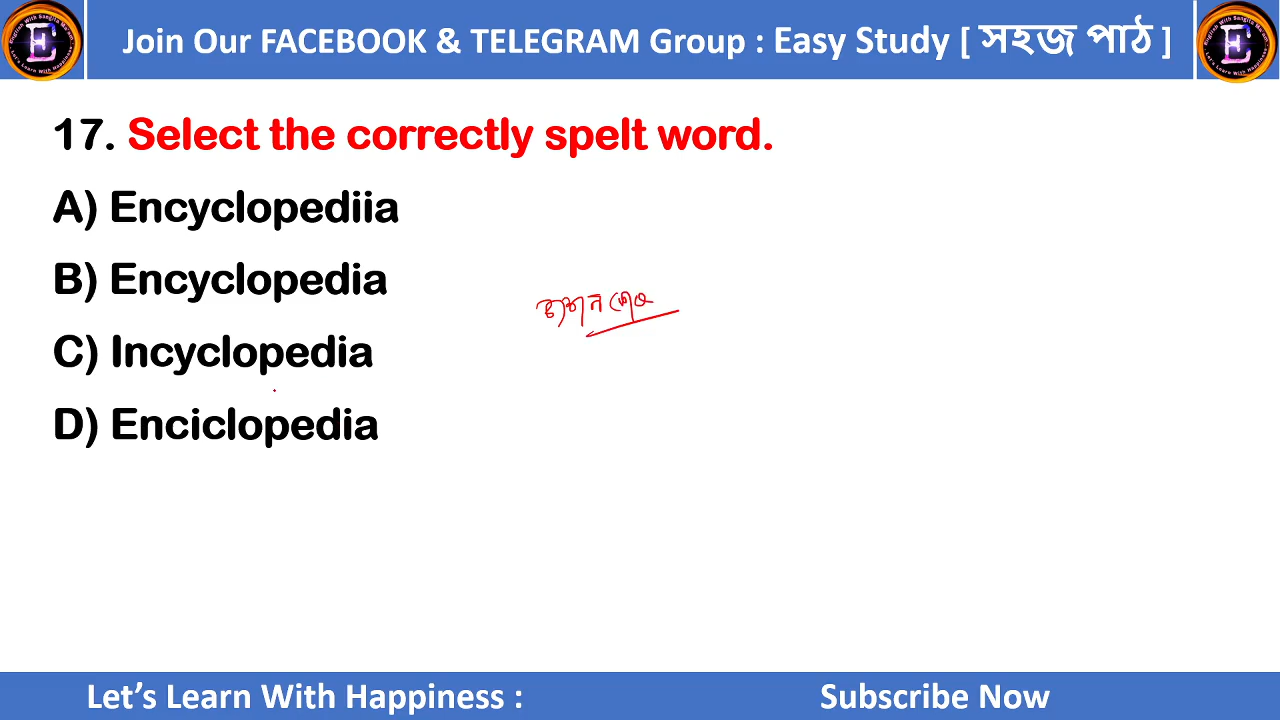 Join Our FACEBOOK & TELEGRAM Group : Easy Study [ সহজ পাঠ ]
17. Select the correctly spelt word.
A) Encyclopediia
B) Encyclopedia
C) Incyclopedia
D) Enciclopedia
Let's Learn With Happiness :
Subscribe Now